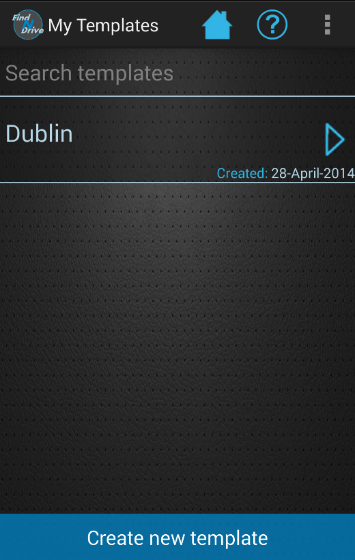 Find
N
Drive
My Templates
?
Search templates
Dublin
Created: 28-April-2014
Create new template